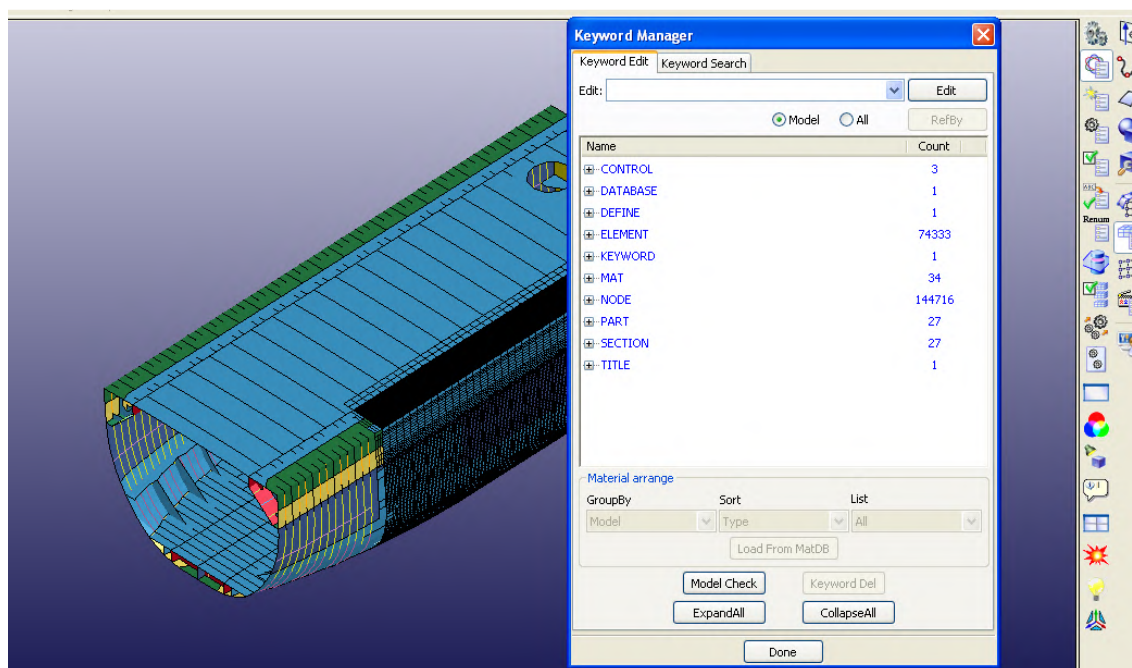 Keyword Manager
Keyword Edit Keyword Search
Edit: Edit
Model All RefBy
Name Count
CONTROL 3
DATABASE 1
DEFINE 1
ELEMENT 74333
KEYWORD 1
MAT 34
NODE 144716
PART 27
SECTION 27
TITLE 1
Material arrange
GroupBy Sort List
Model Type All
Load From MatDB
Model Check Keyword Del
ExpandAll CollapseAll
Done
Renum